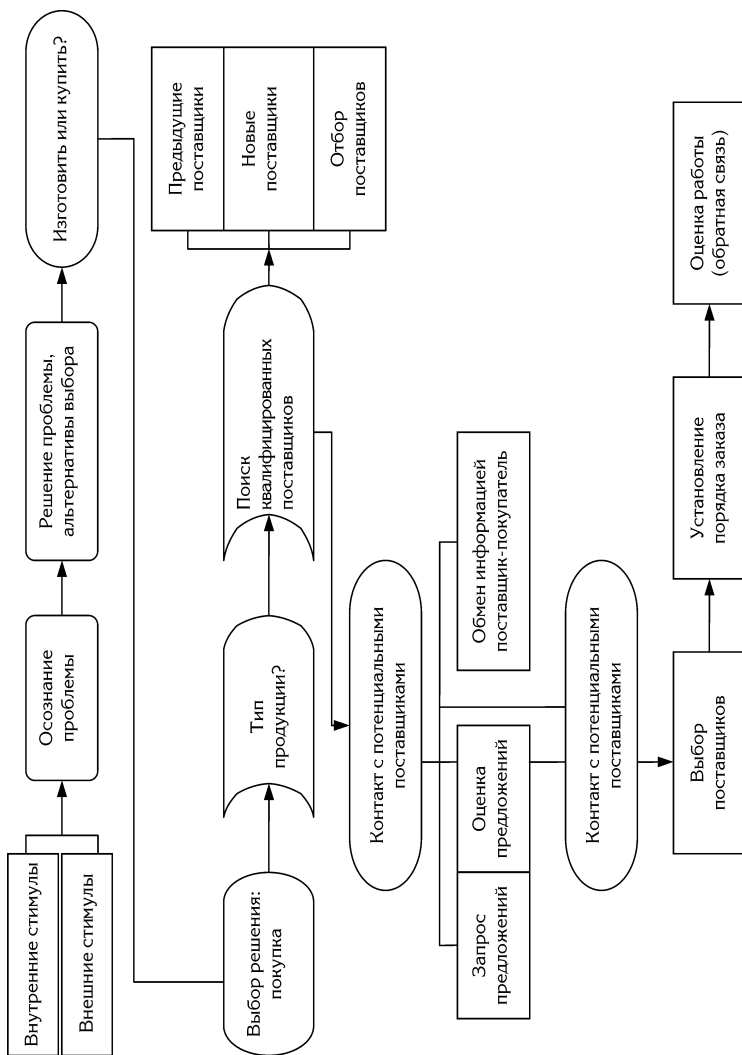 Внутренние стимулы
Внешние стимулы
Осознание
проблемы
Решение проблемы,
альтернативы выбора
Изготовить или купить?
Выбор решения:
покупка
Тип
продукции?
Поиск
квалифицированных
поставщиков
Предыдущие
поставщики
Новые
поставщики
Отбор
поставщиков
Контакт с потенциальными
поставщиками
Запрос
предложений
Оценка
предложений
Обмен информацией
поставщик-покупатель
Контакт с потенциальными
поставщиками
Выбор
поставщиков
Установление
порядка заказа
Оценка работы
(обратная связь)